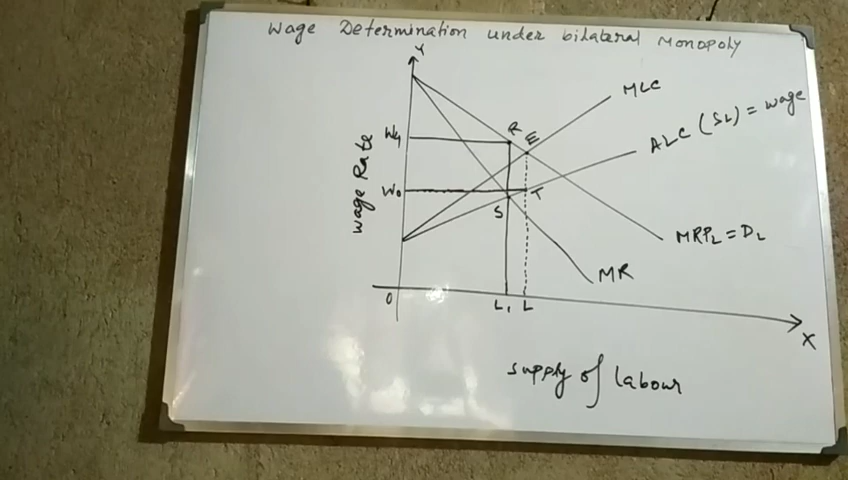 Wage Determination under bilateral Monopoly
Y
MLC
ALC (SL) = wage
R
E
W1
Wage Rate
W0
T
S
MRPL = DL
MR
O
L1 L
X
Supply of labour